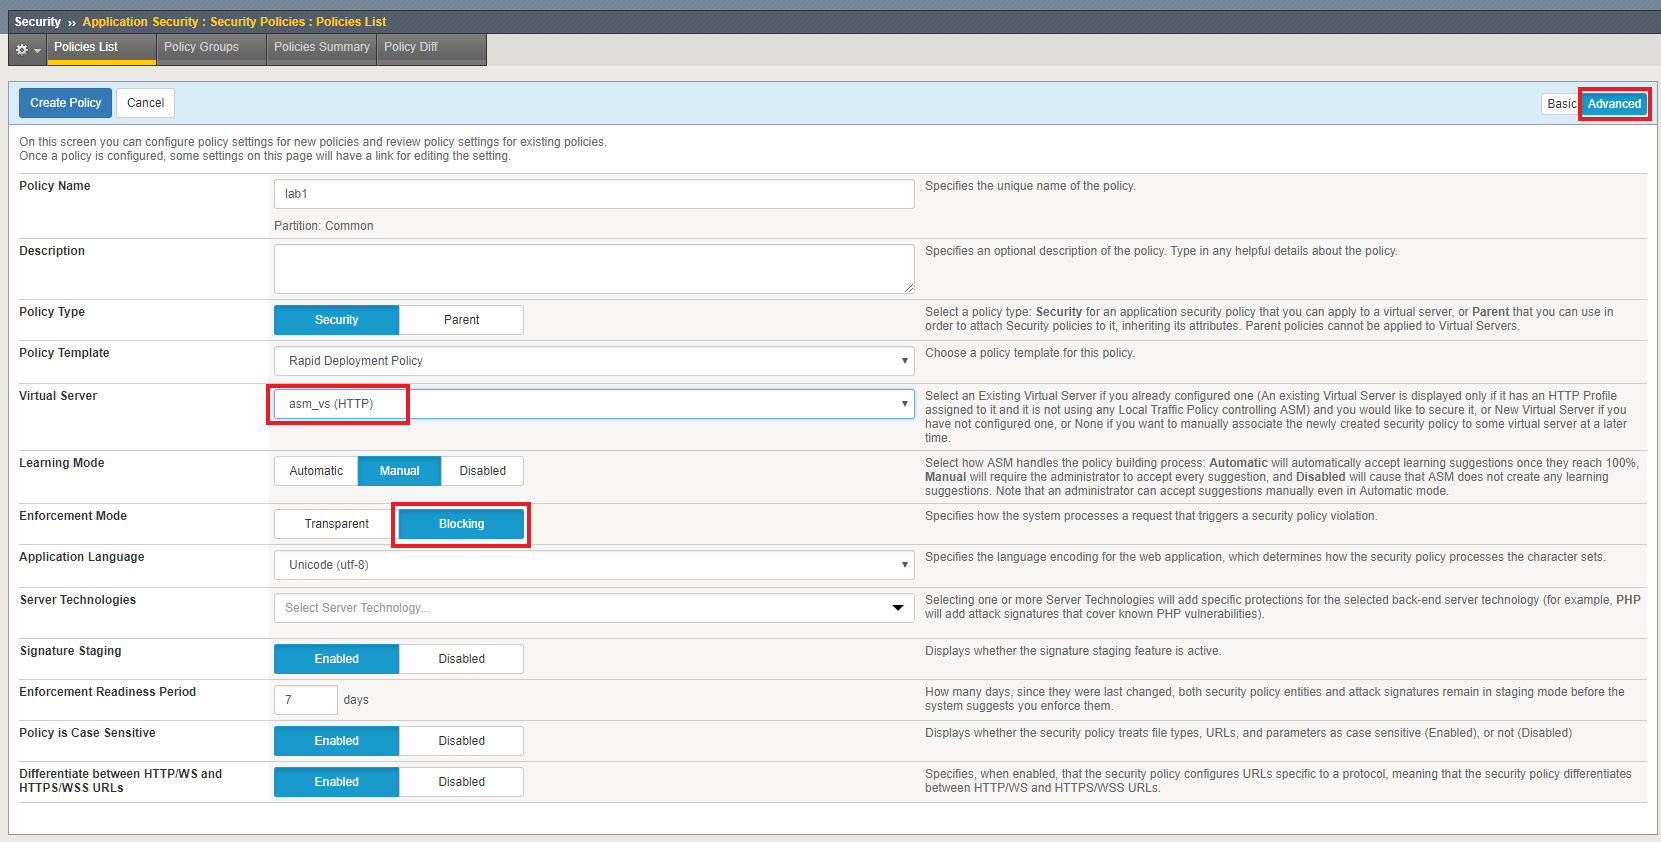 Security ›› Application Security : Security Policies : Policies List
Policies List
Policy Groups
Policies Summary
Policy Diff
Create Policy
Cancel
Basic
Advanced
On this screen you can configure policy settings for new policies and review policy settings for existing policies.
Once a policy is configured, some settings on this page will have a link for editing the setting.
Policy Name
lab1
Partition: Common
Specifies the unique name of the policy.
Description
Specifies an optional description of the policy. Type in any helpful details about the policy.
Policy Type
Security
Parent
Select a policy type: Security for an application security policy that you can apply to a virtual server, or Parent that you can use in
order to attach Security policies to it, inheriting its attributes. Parent policies cannot be applied to Virtual Servers.
Policy Template
Rapid Deployment Policy
Choose a policy template for this policy.
Virtual Server
asm_vs (HTTP)
Select an Existing Virtual Server if you already configured one (An existing Virtual Server is displayed only if it has an HTTP Profile
assigned to it and it is not using any Local Traffic Policy controlling ASM) and you would like to secure it, or New Virtual Server if you
have not configured one, or None if you want to manually associate the newly created security policy to some virtual server at a later
time.
Learning Mode
Automatic
Manual
Disabled
Select how ASM handles the policy building process: Automatic will automatically accept learning suggestions once they reach 100%,
Manual will require the administrator to accept every suggestion, and Disabled will cause that ASM does not create any learning
suggestions. Note that an administrator can accept suggestions manually even in Automatic mode.
Enforcement Mode
Transparent
Blocking
Specifies how the system processes a request that triggers a security policy violation.
Application Language
Unicode (utf-8)
Specifies the language encoding for the web application, which determines how the security policy processes the character sets.
Server Technologies
Select Server Technology...
Selecting one or more Server Technologies will add specific protections for the selected back-end server technology (for example, PHP
will add attack signatures that cover known PHP vulnerabilities).
Signature Staging
Enabled
Disabled
Displays whether the signature staging feature is active.
Enforcement Readiness Period
7
days
How many days, since they were last changed, both security policy entities and attack signatures remain in staging mode before the
system suggests you enforce them.
Policy is Case Sensitive
Enabled
Disabled
Displays whether the security policy treats file types, URLs, and parameters as case sensitive (Enabled), or not (Disabled)
Differentiate between HTTP/WS and
HTTPS/WSS URLs
Enabled
Disabled
Specifies, when enabled, that the security policy configures URLs specific to a protocol, meaning that the security policy differentiates
between HTTP/WS and HTTPS/WSS URLs.